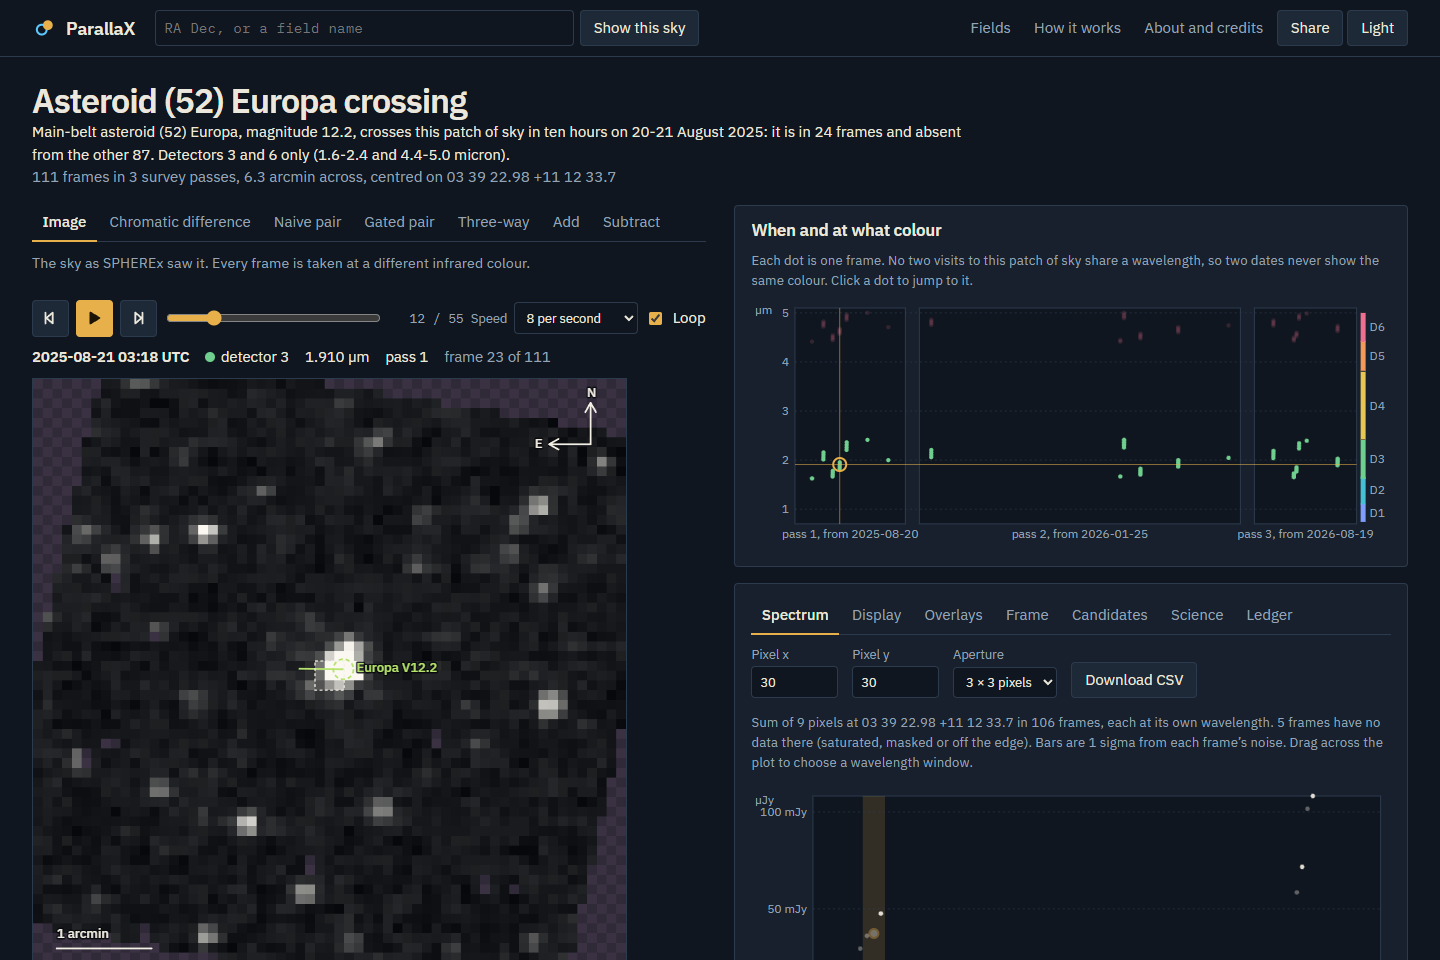 ParallaX
RA Dec, or a field name
Show this sky
Fields
How it works
About and credits
Share
Light
Asteroid (52) Europa crossing
Main-belt asteroid (52) Europa, magnitude 12.2, crosses this patch of sky in ten hours on 20-21 August 2025: it is in 24 frames and absent
from the other 87. Detectors 3 and 6 only (1.6-2.4 and 4.4-5.0 micron).
111 frames in 3 survey passes, 6.3 arcmin across, centred on 03 39 22.98 +11 12 33.7
Image
Chromatic difference
Naive pair
Gated pair
Three-way
Add
Subtract
The sky as SPHEREx saw it. Every frame is taken at a different infrared colour.
12 / 55
Speed
8 per second
Loop
2025-08-21 03:18 UTC
detector 3
1.910 µm
pass 1
frame 23 of 111
N
E
Europa V12.2
1 arcmin
When and at what colour
Each dot is one frame. No two visits to this patch of sky share a wavelength, so two dates never show the
same colour. Click a dot to jump to it.
µm
5
4
3
2
1
D6
D5
D4
D3
D2
D1
pass 1, from 2025-08-20
pass 2, from 2026-01-25
pass 3, from 2026-08-19
Spectrum
Display
Overlays
Frame
Candidates
Science
Ledger
Pixel x
Pixel y
Aperture
30
30
3 × 3 pixels
Download CSV
Sum of 9 pixels at 03 39 22.98 +11 12 33.7 in 106 frames, each at its own wavelength. 5 frames have no
data there (saturated, masked or off the edge). Bars are 1 sigma from each frame's noise. Drag across the
plot to choose a wavelength window.
µJy
100 mJy
50 mJy